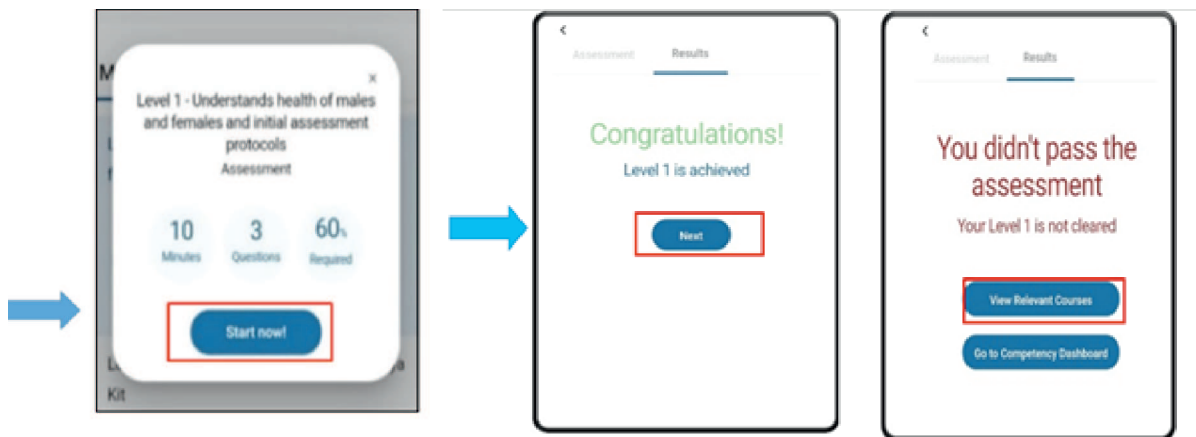 M
×
Level 1 - Understands health of males
and females and initial assessment
protocols
Assessment
10
Minutes
3
Questions
60%
Required
Start now!
L
a
Kit
<
Assessment
Results
Congratulations!
Level 1 is achieved
Next
<
Assessment
Results
You didn't pass the
assessment
Your Level 1 is not cleared
View Relevant Courses
Go to Competency Dashboard